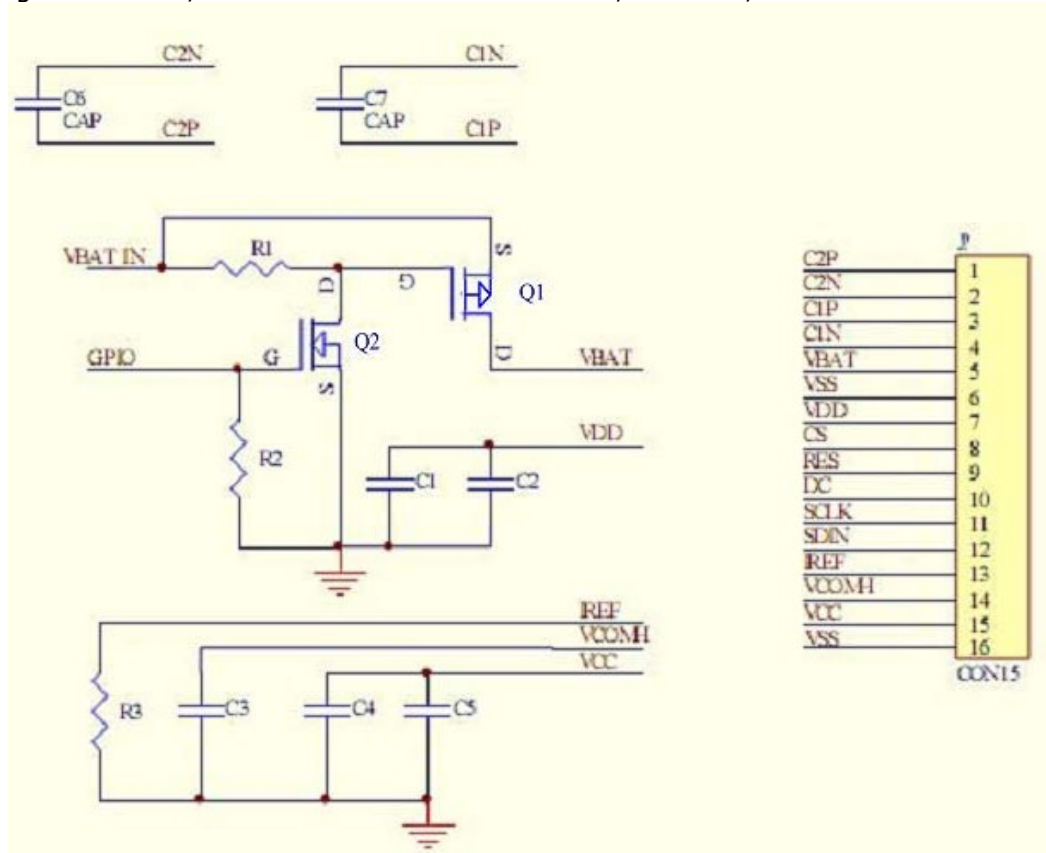 C2N
C6
CAP
C2P
C1N
C7
CAP
C1P
VBAT IN
R1
S
D
G
Q1
Q2
GPIO
G
S
D
VBAT
R2
VDD
C1
C2
IREF
VCOMH
VCC
R3
C3
C4
C5
JP
C2P 1
C2N 2
C1P 3
C1N 4
VBAT 5
VSS 6
VDD 7
CS 8
RES 9
DC 10
SCLK 11
SDIN 12
IREF 13
VCOMH 14
VCC 15
VSS 16
CON15